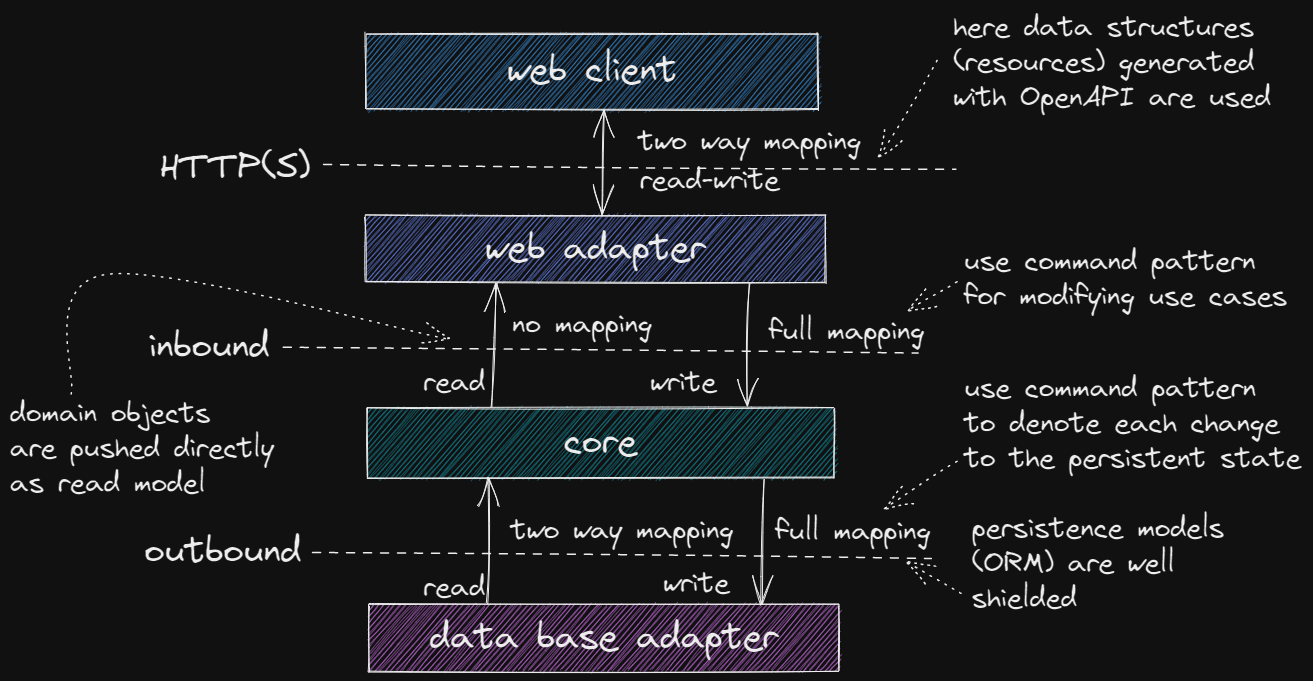 here data structures
(resources) generated
with OpenAPI are used
web client
two way mapping
HTTP(S)
read-write
web adapter
use command pattern
for modifying use cases
no mapping
full mapping
inbound
read
write
domain objects
are pushed directly
as read model
use command pattern
to denote each change
to the persistent state
core
two way mapping
full mapping
outbound
persistence models
(ORM) are well
shielded
read
write
data base adapter